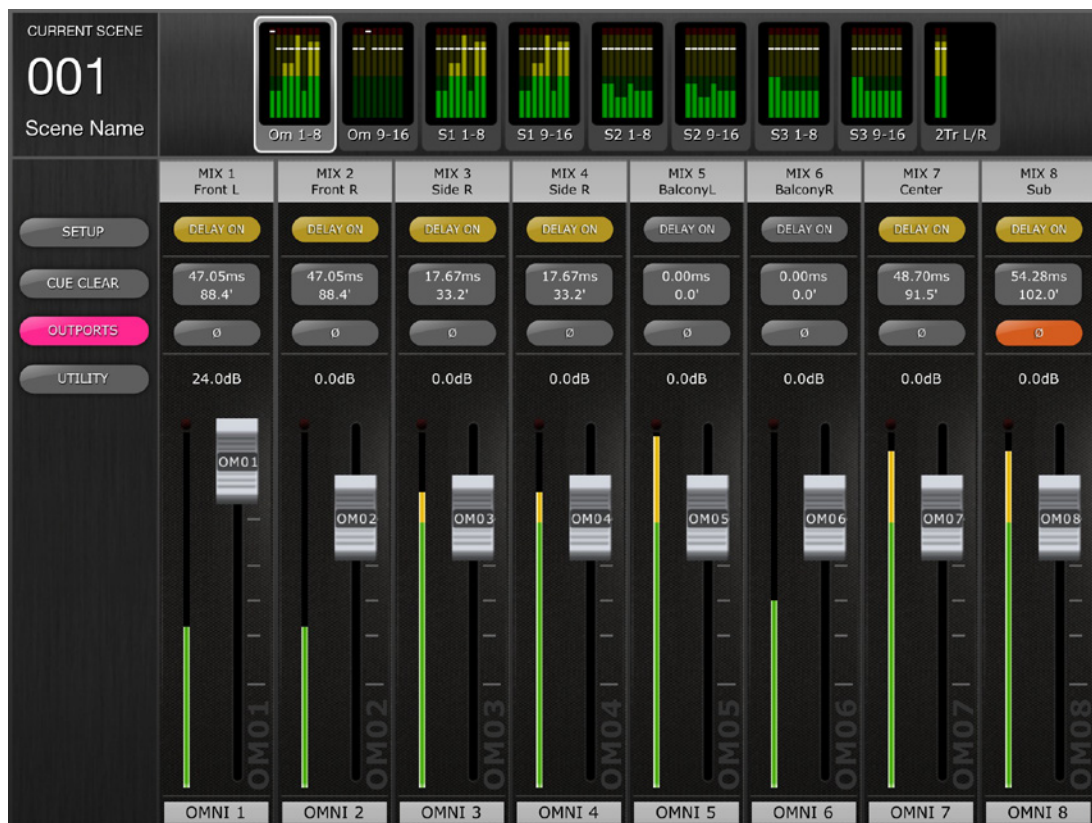 CURRENT SCENE
001
Scene Name
Om 1-8 Om 9-16 S1 1-8 S1 9-16 S2 1-8 S2 9-16 S3 1-8 S3 9-16 2Tr L/R
MIX 1 MIX 2 MIX 3 MIX 4 MIX 5 MIX 6 MIX 7 MIX 8
Front L Front R Side R Side R BalconyL BalconyR Center Sub
SETUP DELAY ON DELAY ON DELAY ON DELAY ON DELAY ON DELAY ON DELAY ON DELAY ON
CUE CLEAR
47.05ms 47.05ms 17.67ms 17.67ms 0.00ms 0.00ms 48.70ms 54.28ms
88.4' 88.4' 33.2' 33.2' 0.0' 0.0' 91.5' 102.0'
OUTPORTS Ø Ø Ø Ø Ø Ø Ø Ø
UTILITY 24.0dB 0.0dB 0.0dB 0.0dB 0.0dB 0.0dB 0.0dB 0.0dB
OM01
OM02 OM03 OM04 OM05 OM06 OM07 OM08
OM01 OM02 OM03 OM04 OM05 OM06 OM07 OM08
OMNI 1 OMNI 2 OMNI 3 OMNI 4 OMNI 5 OMNI 6 OMNI 7 OMNI 8